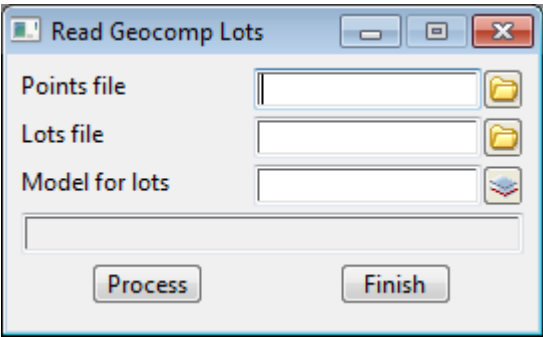 Read Geocomp Lots
Points file
Lots file
Model for lots
Process Finish